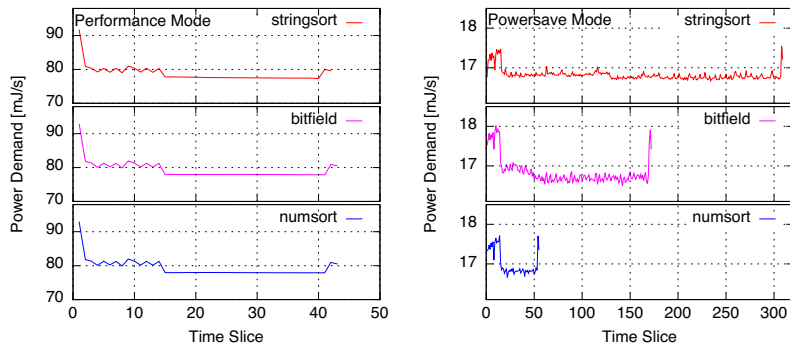 Performance Mode
stringsort
90
80
70
bitfield
90
80
70
numsort
90
80
70
0 10 20 30 40 50
Time Slice
Power Demand [mJ/s]
Powersave Mode
stringsort
18
17
bitfield
18
17
numsort
18
17
0 50 100 150 200 250 300
Time Slice
Power Demand [mJ/s]